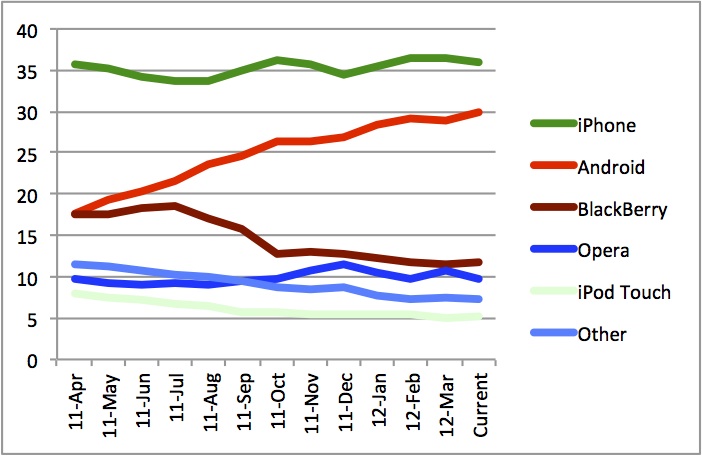 40
35
30
25
20
15
10
5
0
11-Apr
11-May
11-Jun
11-Jul
11-Aug
11-Sep
11-Oct
11-Nov
11-Dec
12-Jan
12-Feb
12-Mar
Current
iPhone
Android
BlackBerry
Opera
iPod Touch
Other